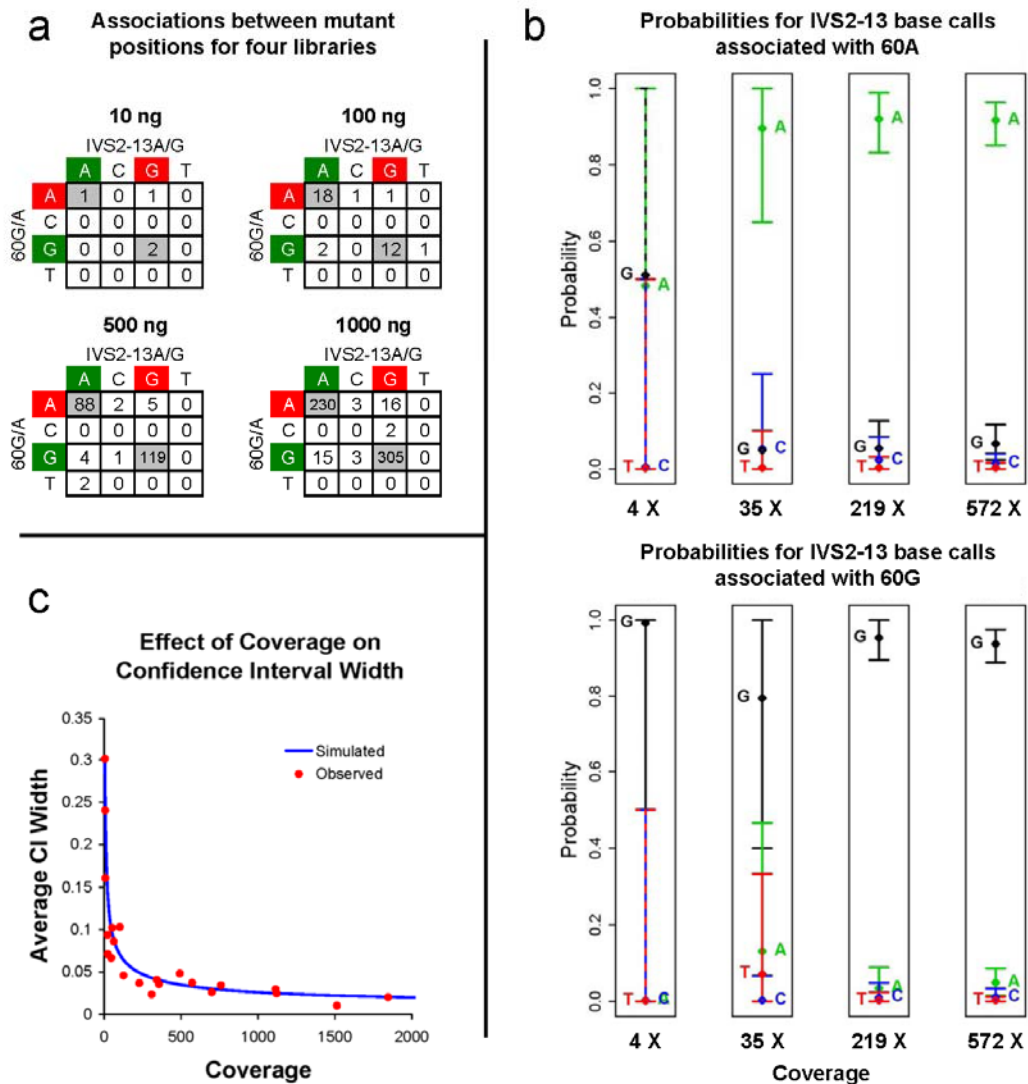 a
Associations between mutant
positions for four libraries
10 ng
IVS2-13A/G
A C G T
60G/A
A 1 0 1 0
C 0 0 0 0
G 0 0 2 0
T 0 0 0 0
100 ng
IVS2-13A/G
A C G T
60G/A
A 18 1 1 0
C 0 0 0 0
G 2 0 12 1
T 0 0 0 0
500 ng
IVS2-13A/G
A C G T
60G/A
A 88 2 5 0
C 0 0 0 0
G 4 1 119 0
T 2 0 0 0
1000 ng
IVS2-13A/G
A C G T
60G/A
A 230 3 16 0
C 0 0 2 0
G 15 3 305 0
T 0 0 0 0
b
Probabilities for IVS2-13 base calls
associated with 60A
Probability
1.0
0.8
0.6
0.4
0.2
0.0
G A T C
A G C T
A G C T
A G C T
4 X 35 X 219 X 572 X
Probabilities for IVS2-13 base calls
associated with 60G
Probability
1.0
0.8
0.6
0.4
0.2
0.0
G T A C
G A T C
G A T C
G A T C
4 X 35 X 219 X 572 X
Coverage
c
Effect of Coverage on
Confidence Interval Width
Average CI Width
0.35
0.3
0.25
0.2
0.15
0.1
0.05
0
Simulated
Observed
0 500 1000 1500 2000
Coverage